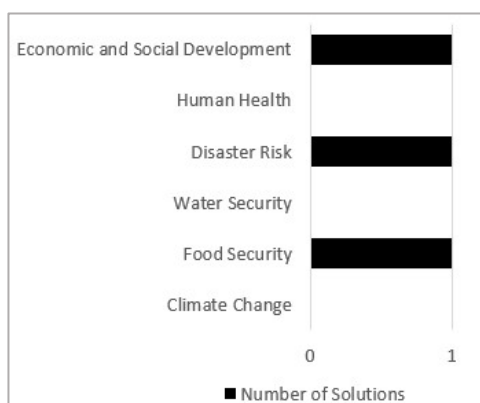 Economic and Social Development
Human Health
Disaster Risk
Water Security
Food Security
Climate Change
0 1
Number of Solutions